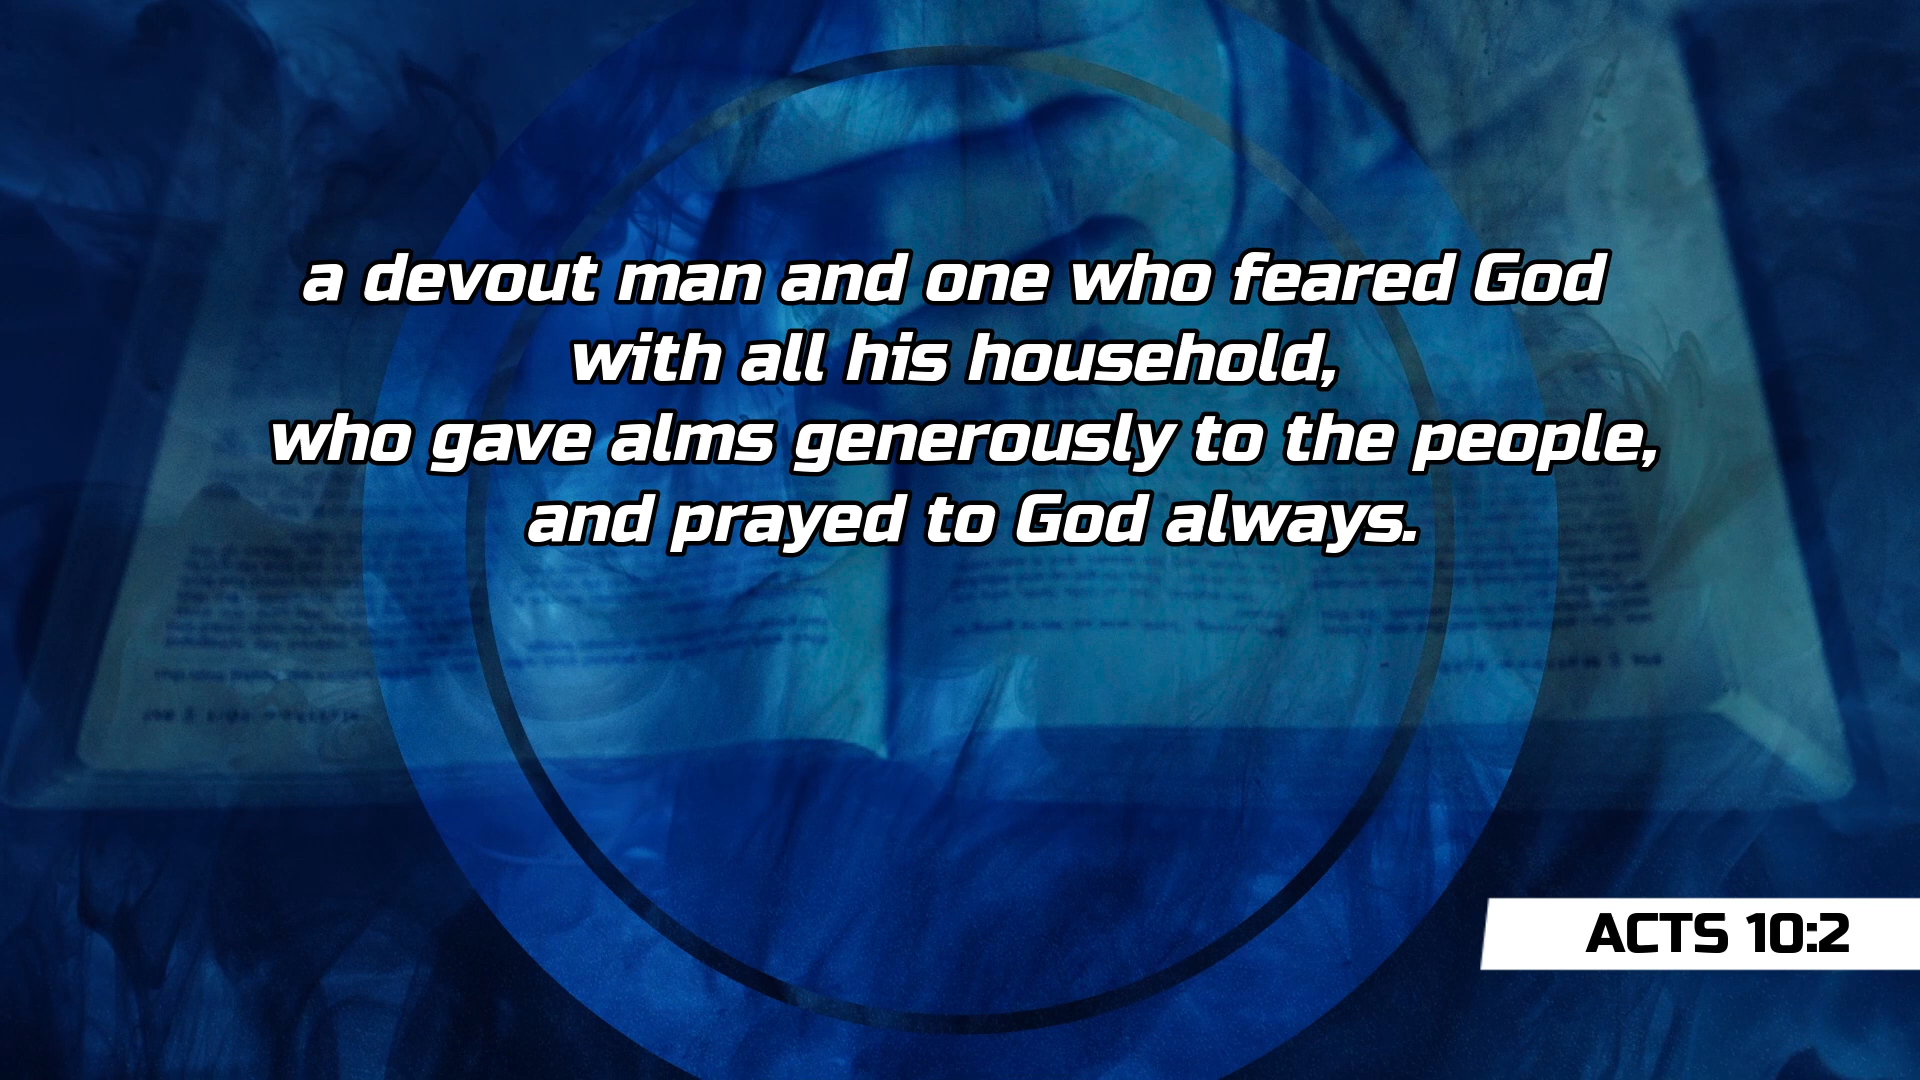 a devout man and one who feared God
with all his household,
who gave alms generously to the people,
and prayed to God always.
ACTS 10:2